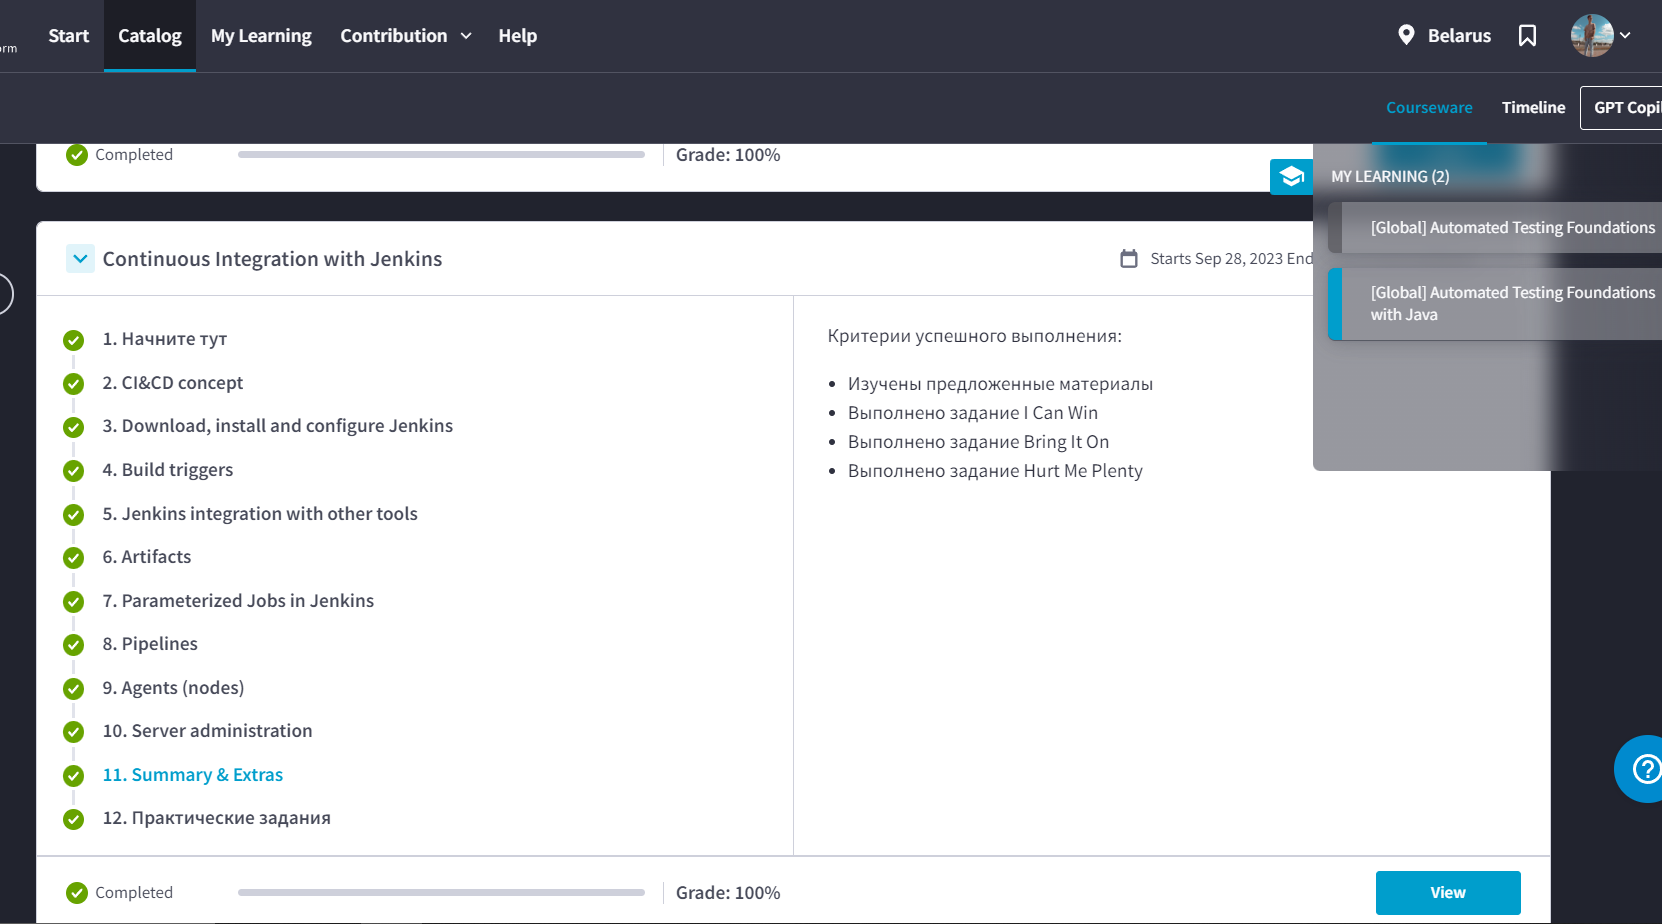 orm
Start Catalog My Learning Contribution Help Belarus
Courseware Timeline GPT Copil
Completed Grade: 100%
MY LEARNING (2)
[Global] Automated Testing Foundations
[Global] Automated Testing Foundations
with Java
Continuous Integration with Jenkins
Starts Sep 28, 2023 End
1. Начните тут
2. CI&CD concept
3. Download, install and configure Jenkins
4. Build triggers
5. Jenkins integration with other tools
6. Artifacts
7. Parameterized Jobs in Jenkins
8. Pipelines
9. Agents (nodes)
10. Server administration
11. Summary & Extras
12. Практические задания
Критерии успешного выполнения:
• Изучены предложенные материалы
• Выполнено задание I Can Win
• Выполнено задание Bring It On
• Выполнено задание Hurt Me Plenty
Completed Grade: 100%
View